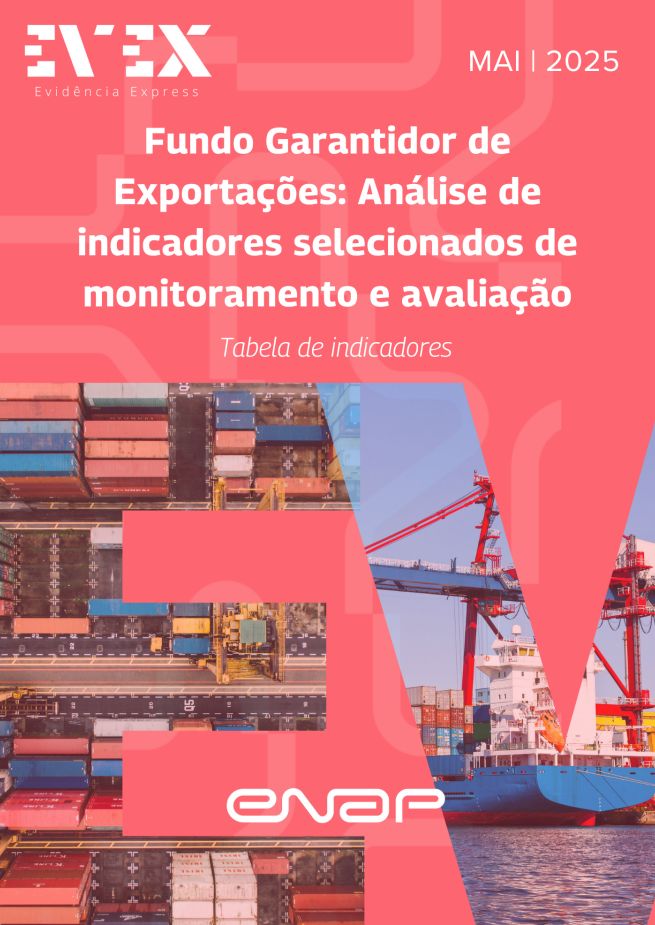 EVEX
Evidência Express
MAI | 2025
Fundo Garantidor de
Exportações: Análise de
indicadores selecionados de
monitoramento e avaliação
Tabela de indicadores
Q5
enap